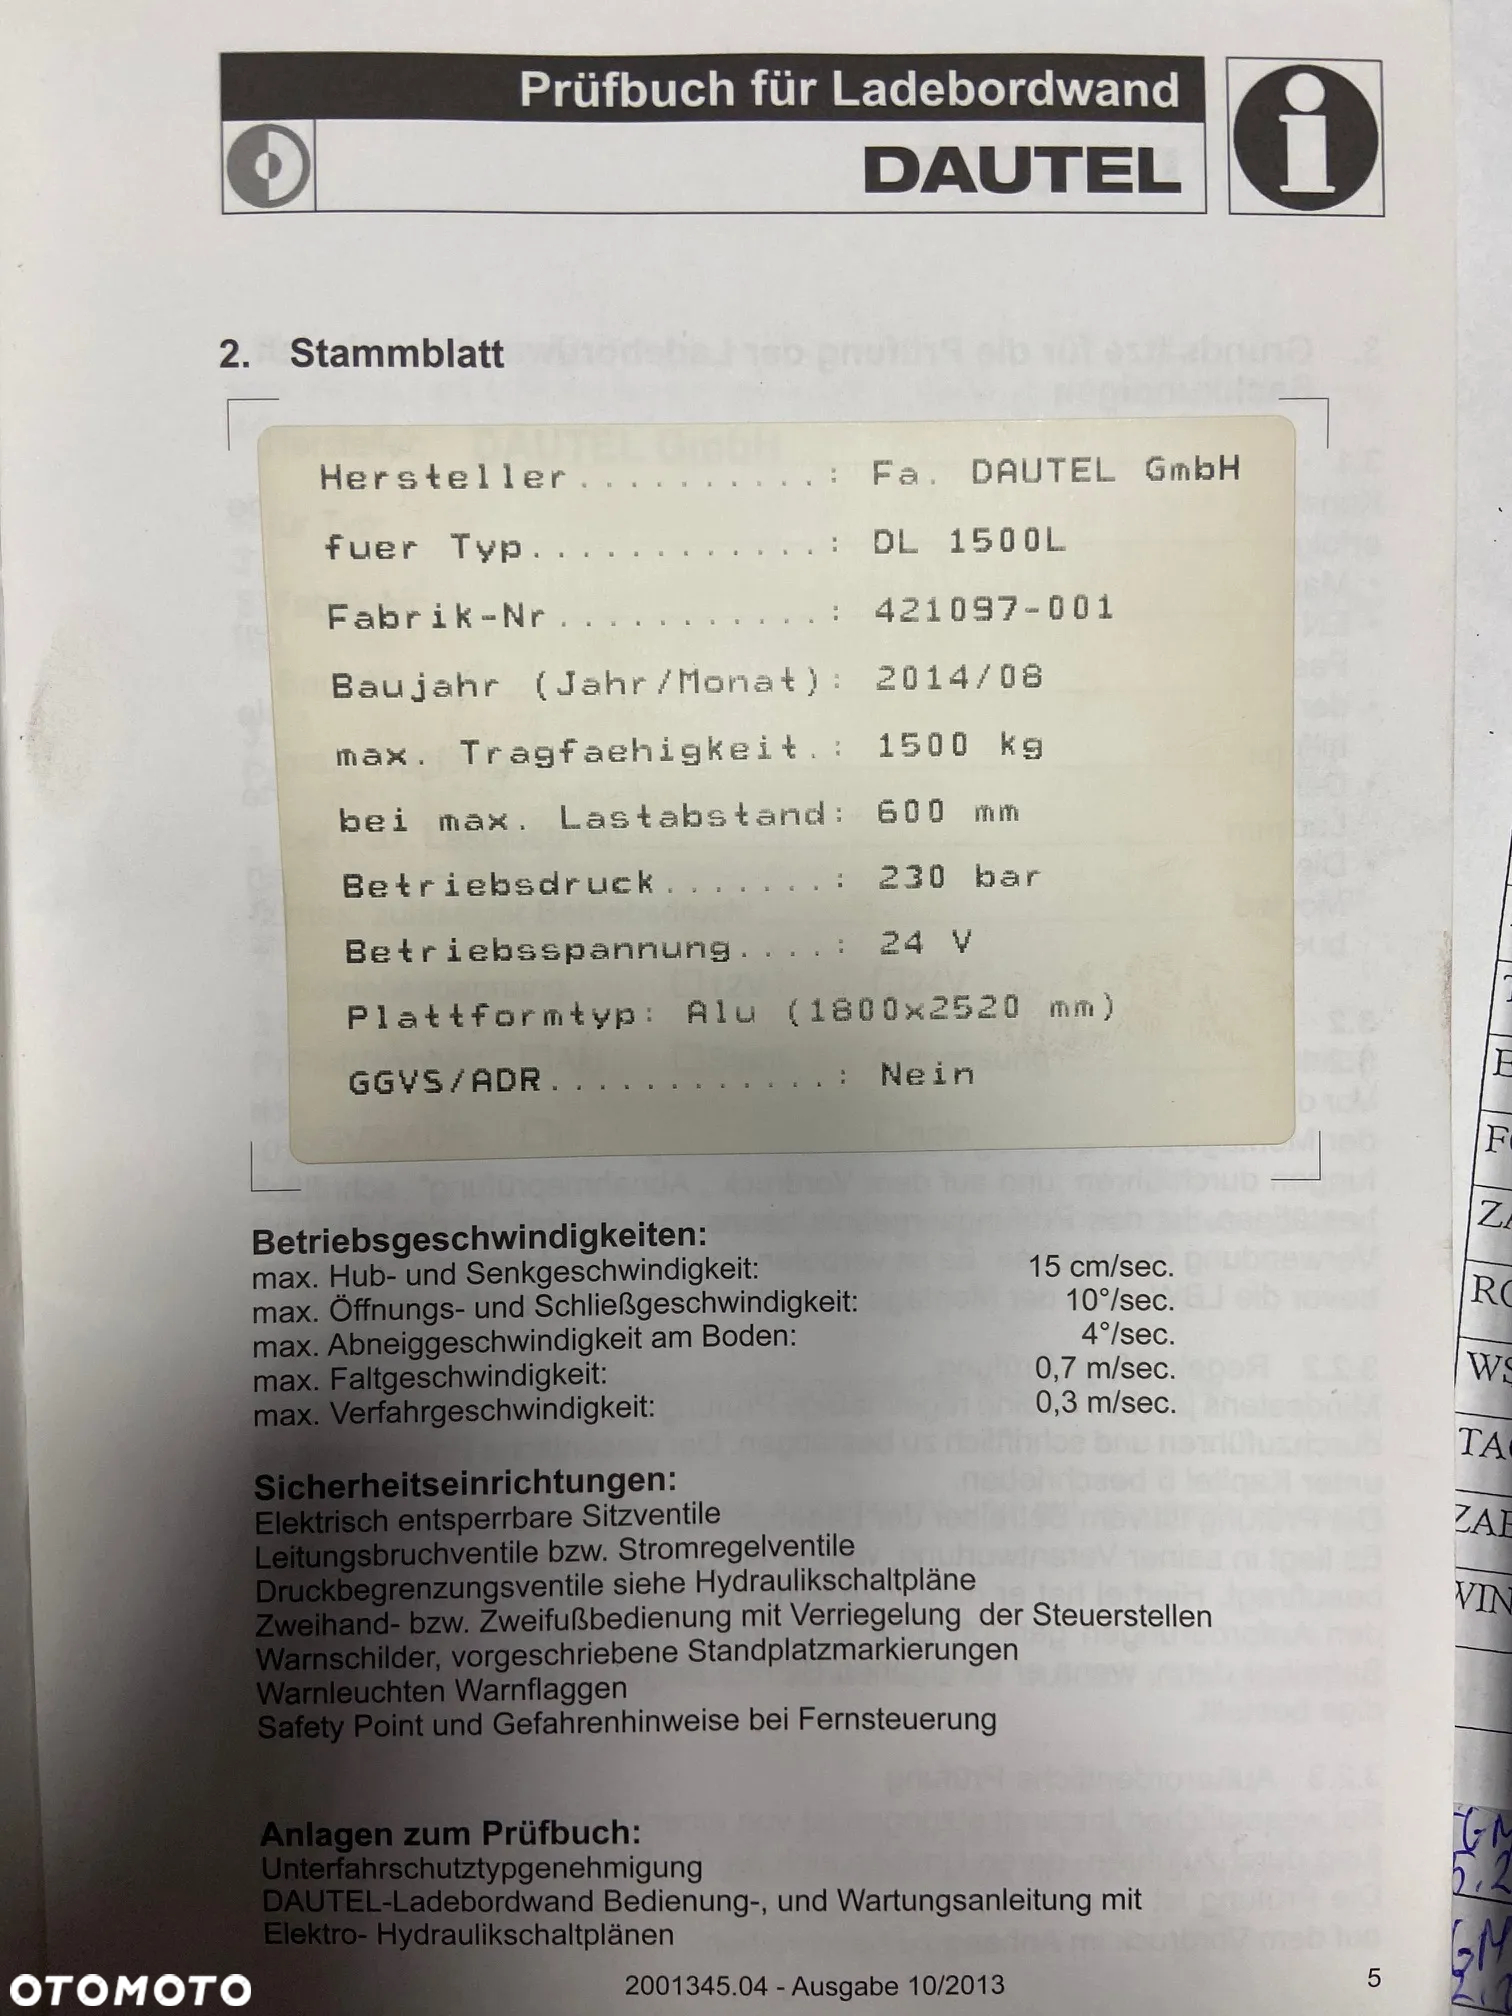 Prüfbuch für Ladebordwand
DAUTEL
2. Stammblatt
Hersteller..........: Fa. DAUTEL GmbH
fuer Typ............: DL 1500L
Fabrik-Nr...........: 421097-001
Baujahr (Jahr/Monat): 2014/08
max. Tragfaehigkeit.: 1500 kg
bei max. Lastabstand: 600 mm
Betriebsdruck.......: 230 bar
Betriebsspannung....: 24 V
Plattformtyp: Alu (1800x2520 mm)
GGVS/ADR............: Nein
Betriebsgeschwindigkeiten:
max. Hub- und Senkgeschwindigkeit: 15 cm/sec.
max. Öffnungs- und Schließgeschwindigkeit: 10°/sec.
max. Abneiggeschwindigkeit am Boden: 4°/sec.
max. Faltgeschwindigkeit: 0,7 m/sec.
max. Verfahrgeschwindigkeit: 0,3 m/sec.
Sicherheitseinrichtungen:
Elektrisch entsperrbare Sitzventile
Leitungsbruchventile bzw. Stromregelventile
Druckbegrenzungsventile siehe Hydraulikschaltpläne
Zweihand- bzw. Zweifußbedienung mit Verriegelung der Steuerstellen
Warnschilder, vorgeschriebene Standplatzmarkierungen
Warnleuchten Warnflaggen
Safety Point und Gefahrenhinweise bei Fernsteuerung
Anlagen zum Prüfbuch:
Unterfahrschutztypgenehmigung
DAUTEL-Ladebordwand Bedienung-, und Wartungsanleitung mit
Elektro- Hydraulikschaltplänen
2001345.04 - Ausgabe 10/2013
5
OTOMOTO